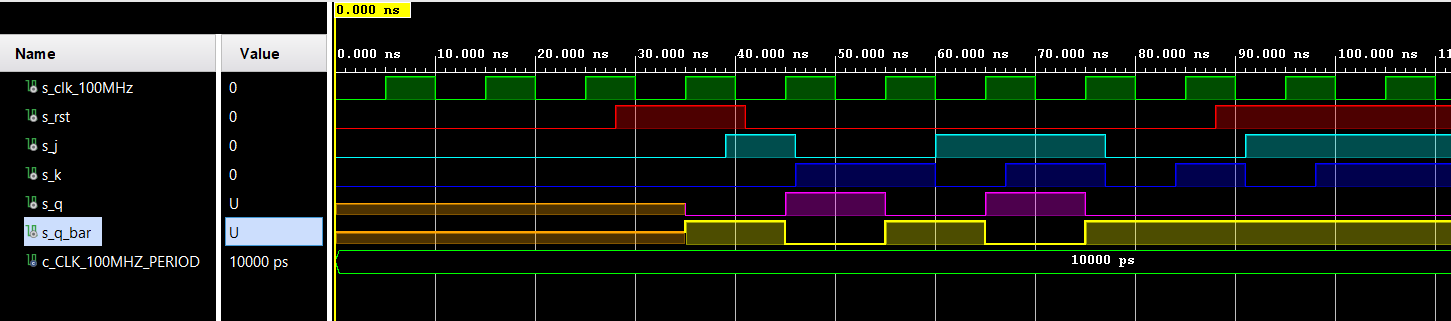 0.000 ns
Name Value
0.000 ns 10.000 ns 20.000 ns 30.000 ns 40.000 ns 50.000 ns 60.000 ns 70.000 ns 80.000 ns 90.000 ns 100.000 ns 11
s_clk_100MHz 0
s_rst 0
s_j 0
s_k 0
s_q U
s_q_bar U
c_CLK_100MHZ_PERIOD 10000 ps 10000 ps